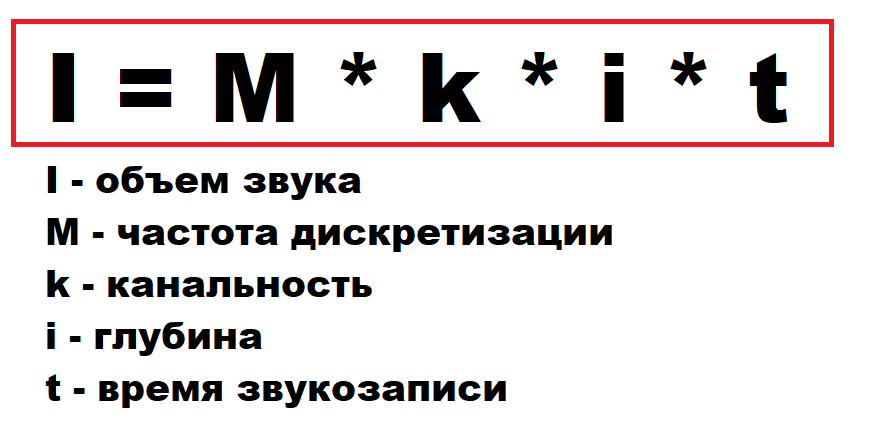 I = M * k * i * t
I - объем звука
M - частота дискретизации
k - канальность
i - глубина
t - время звукозаписи